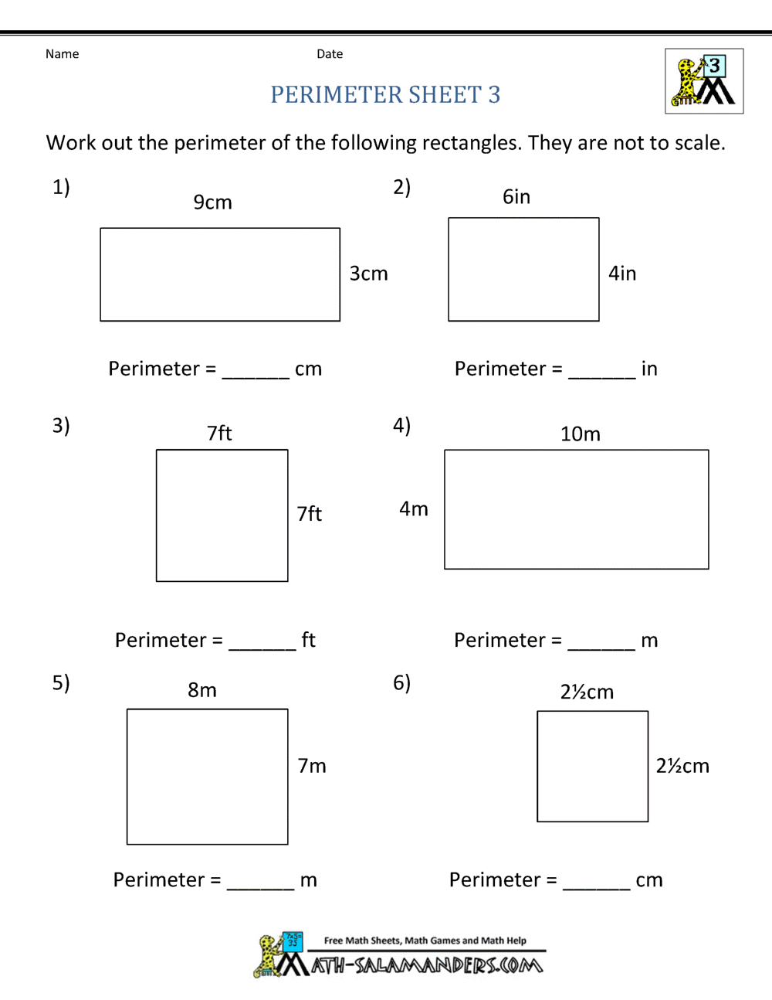 Name Date
3
PERIMETER SHEET 3
Work out the perimeter of the following rectangles. They are not to scale.
1) 2)
9cm 6in
3cm 4in
Perimeter = ______ cm Perimeter = ______ in
3) 4)
7ft 10m
7ft 4m
Perimeter = ______ ft Perimeter = ______ m
5) 6)
8m 2½cm
7m 2½cm
Perimeter = ______ m Perimeter = ______ cm
7x5=
35
Free Math Sheets, Math Games and Math Help
MATH-SALAMANDERS.COM